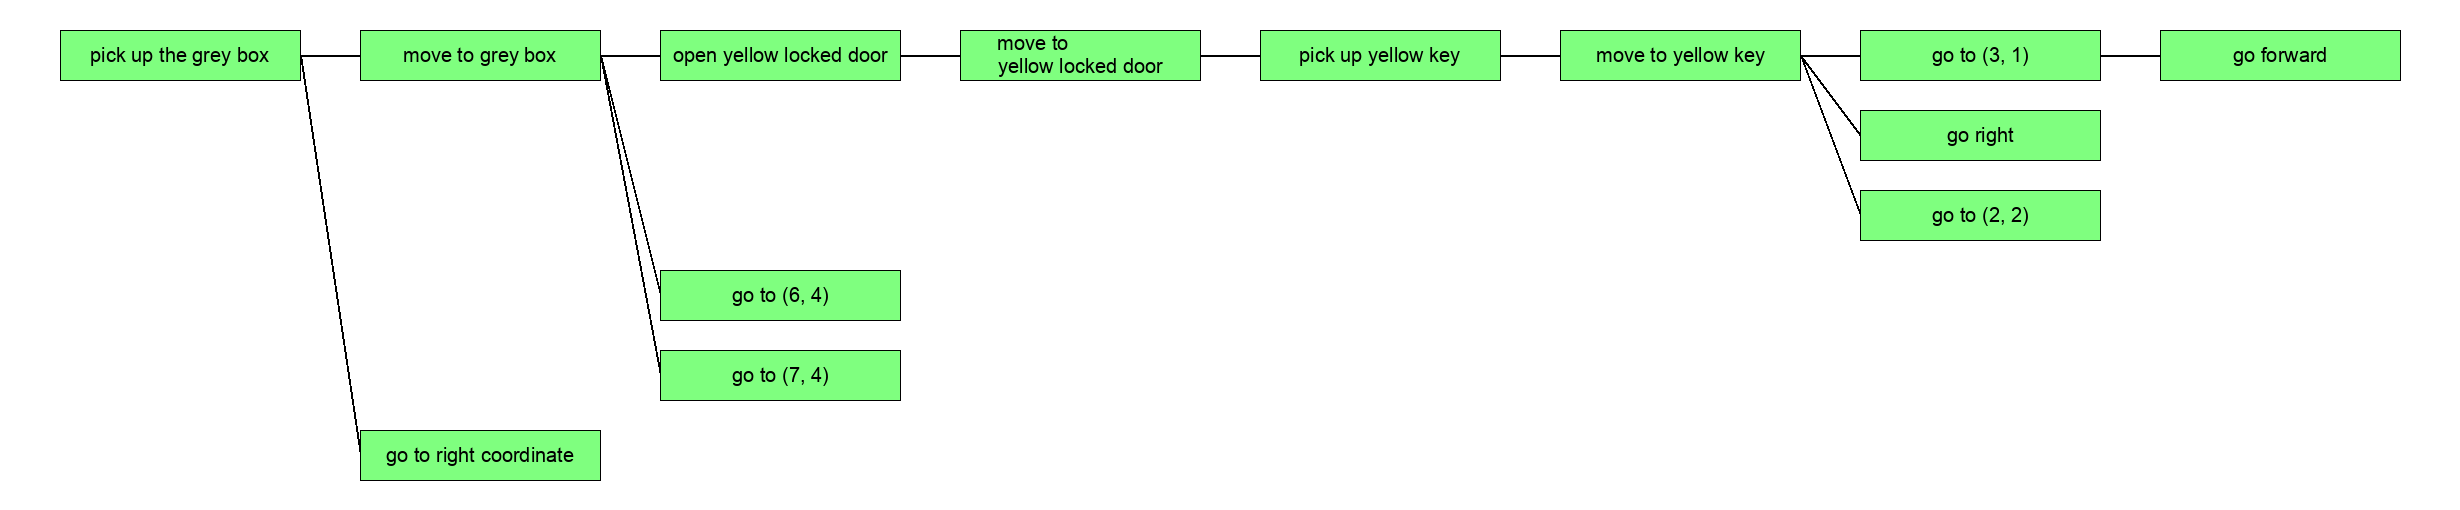 pick up the grey box
move to grey box
open yellow locked door
move to
yellow locked door
pick up yellow key
move to yellow key
go to (3, 1)
go forward
go right
go to (2, 2)
go to (6, 4)
go to (7, 4)
go to right coordinate